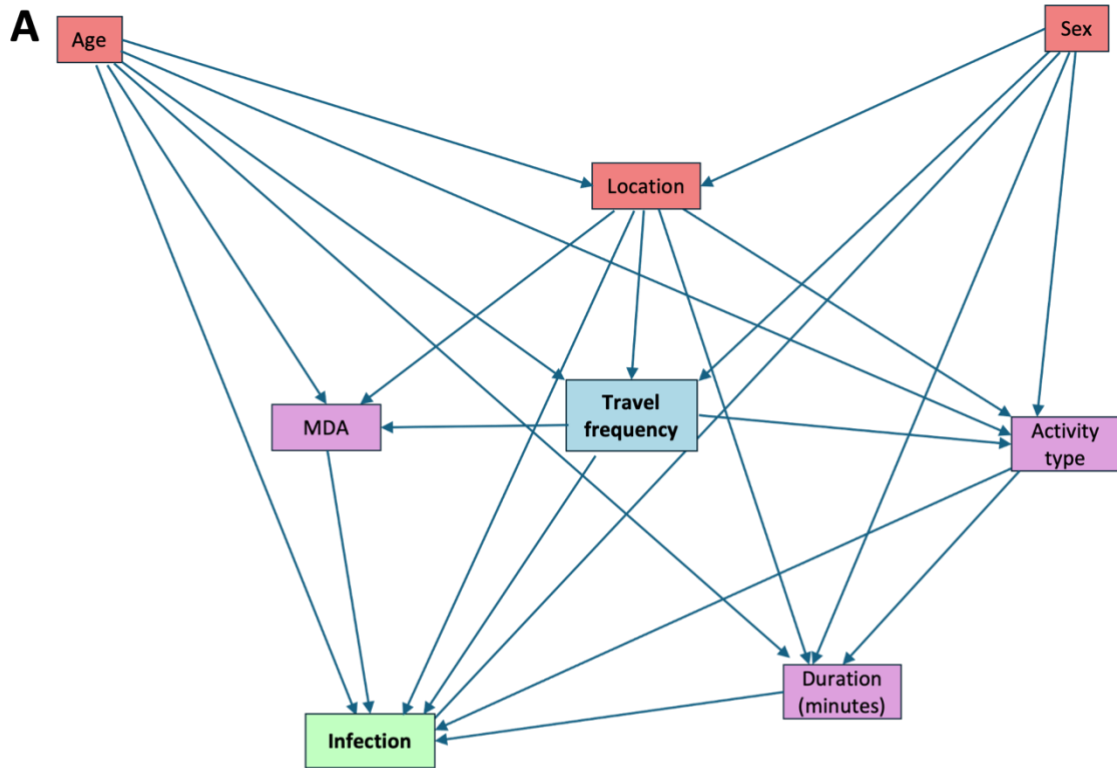 A
Age
Sex
Location
Travel
frequency
MDA
Activity
type
Duration
(minutes)
Infection